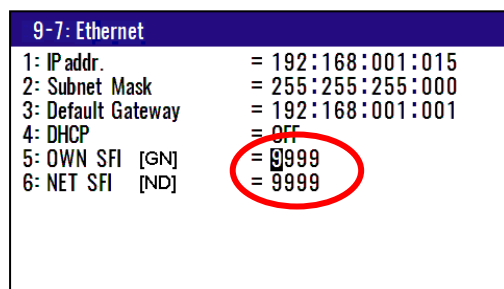 9-7: Ethernet
1: IP addr. = 192:168:001:015
2: Subnet Mask = 255:255:255:000
3: Default Gateway = 192:168:001:001
4: DHCP = OFF
5: OWN SFI [GN] = 9999
6: NET SFI [ND] = 9999